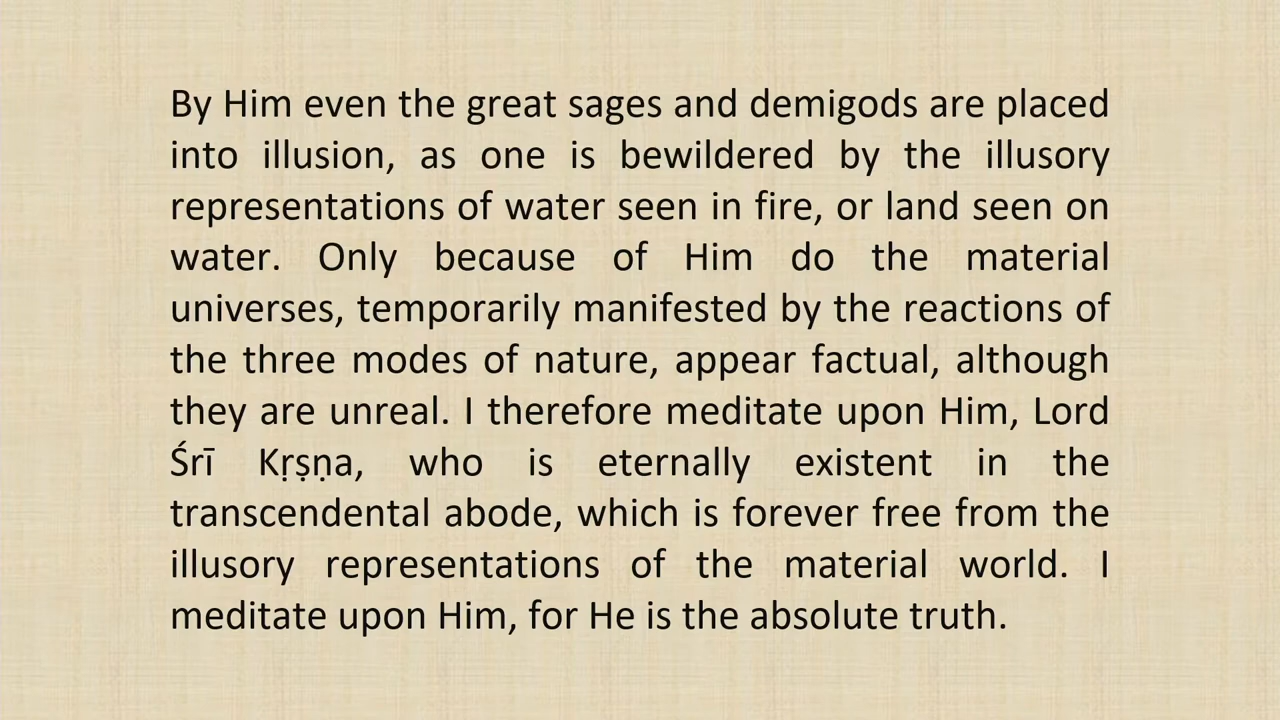 By Him even the great sages and demigods are placed
into illusion, as one is bewildered by the illusory
representations of water seen in fire, or land seen on
water. Only because of Him do the material
universes, temporarily manifested by the reactions of
the three modes of nature, appear factual, although
they are unreal. I therefore meditate upon Him, Lord
Śrī Kṛṣṇa, who is eternally existent in the
transcendental abode, which is forever free from the
illusory representations of the material world. I
meditate upon Him, for He is the absolute truth.